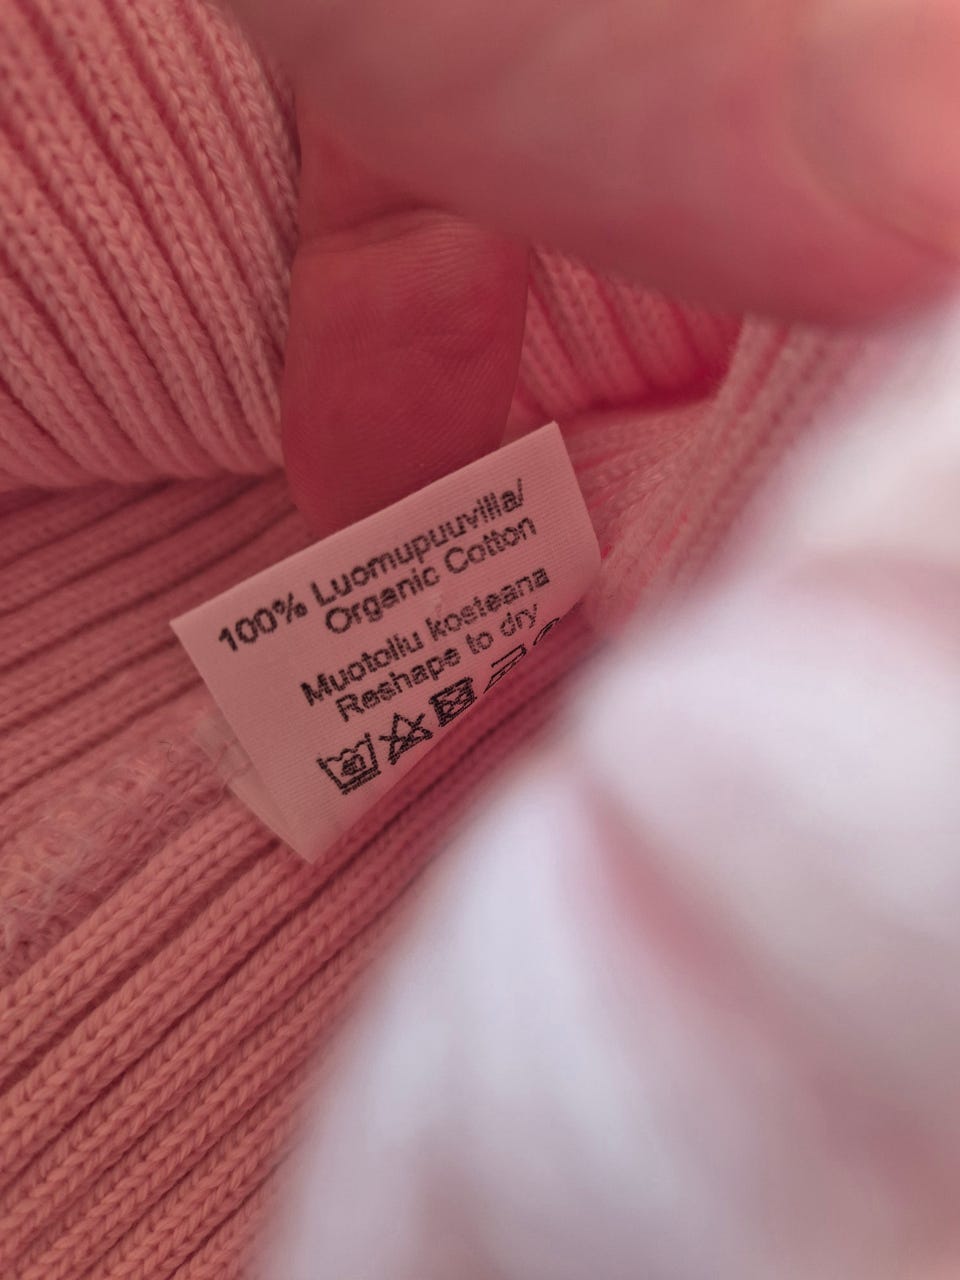 100% Luomupuuvilla/
Organic Cotton
Muotoilu kosteana
Reshape to dry